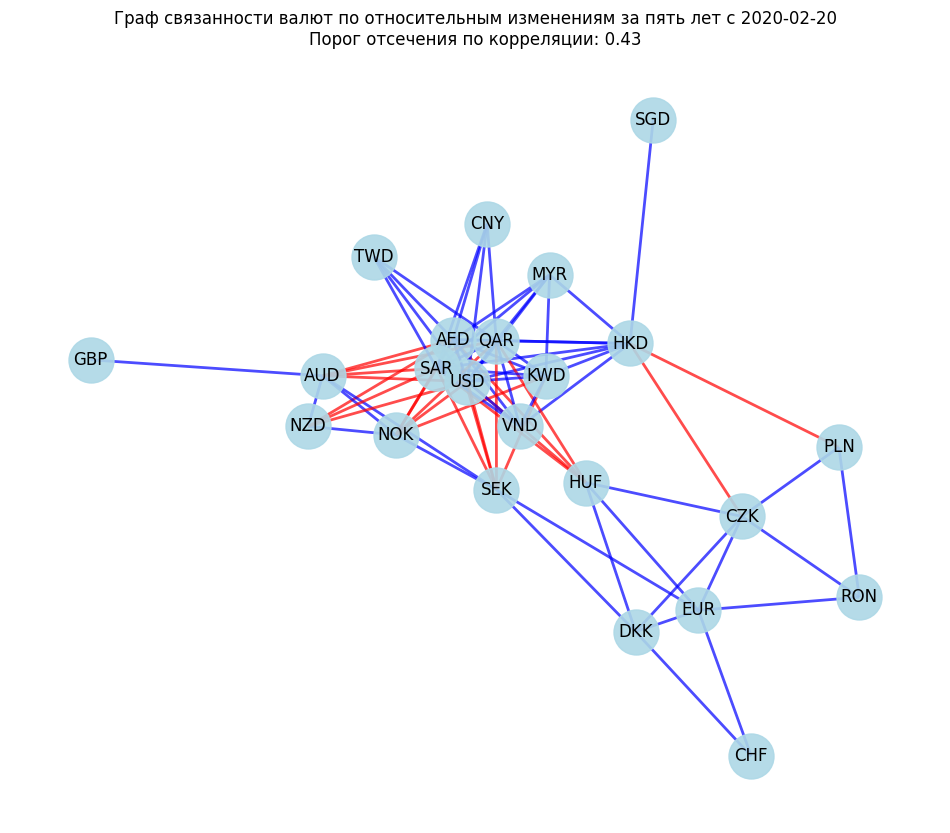 Граф связанности валют по относительным изменениям за пять лет с 2020-02-20
Порог отсечения по корреляции: 0.43
SGD
CNY
TWD
MYR
AED
QAR
HKD
GBP
SAR
AUD
USD
KWD
NZD
NOK
VND
PLN
SEK
HUF
CZK
RON
EUR
DKK
CHF